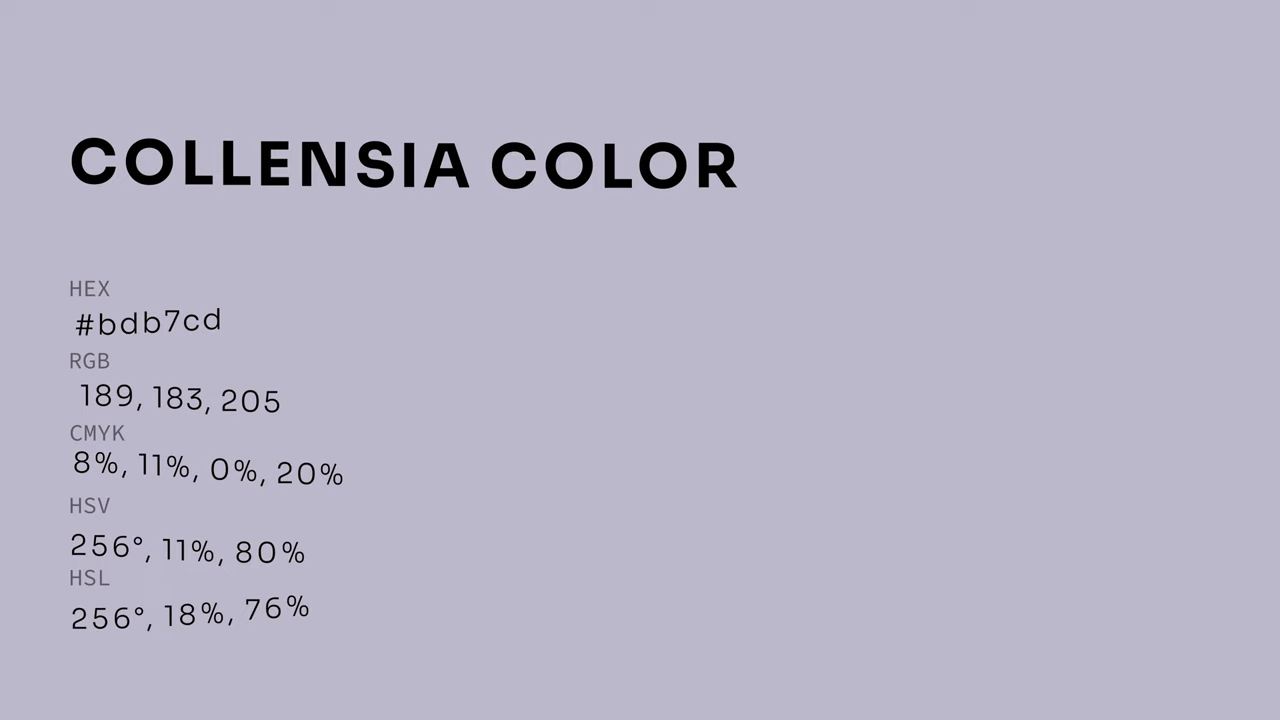 COLLENSIA COLOR
HEX
#bdb7cd
RGB
189, 183, 205
CMYK
8%, 11%, 0%, 20%
HSV
256°, 11%, 80%
HSL
256°, 18%, 76%